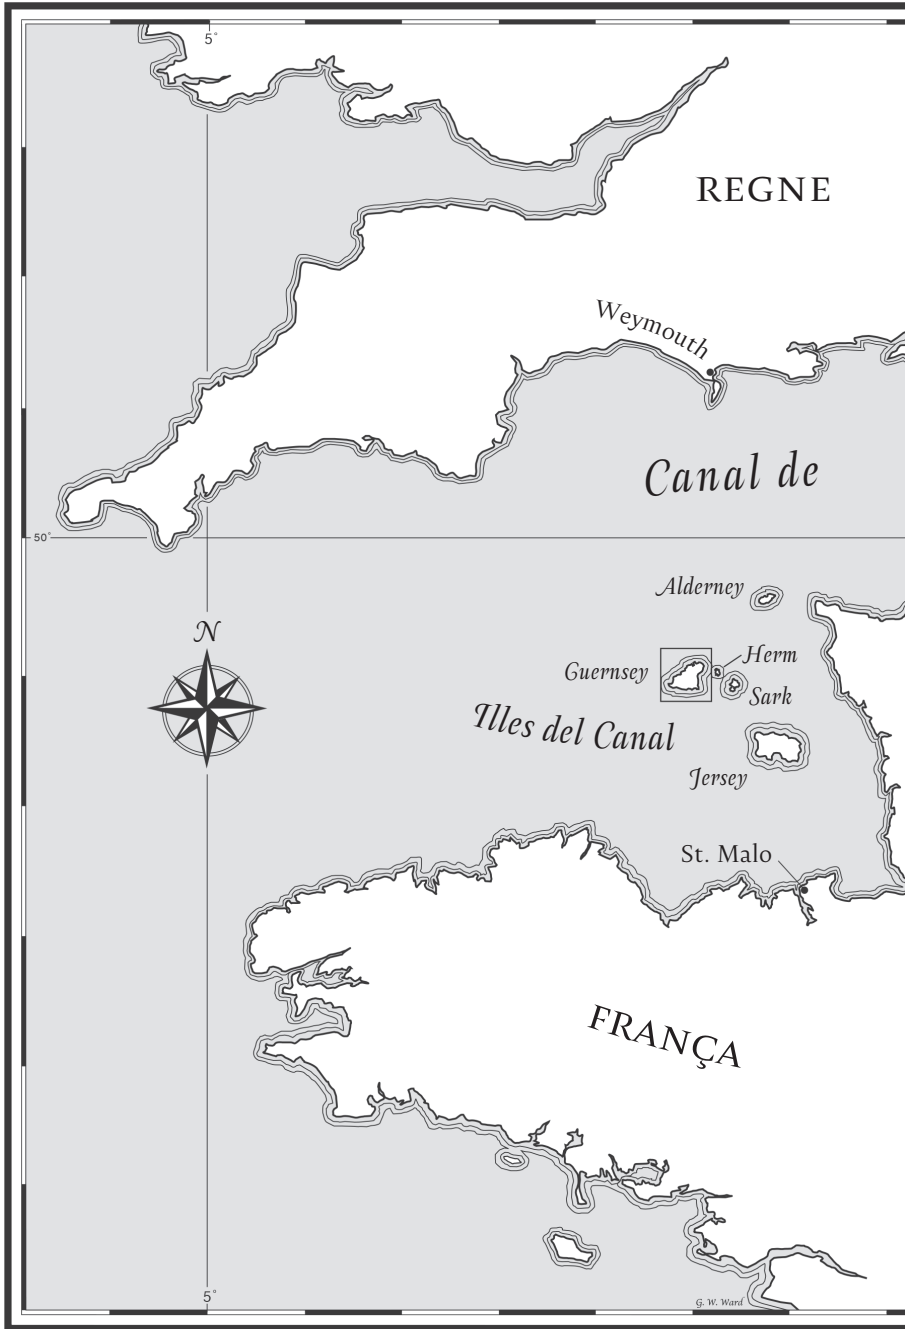 5°
REGNE
Weymouth
Canal de
50°
Alderney
N
Herm
Guernsey
Sark
Illes del Canal
Jersey
St. Malo
FRANÇA
5°
G. W. Ward